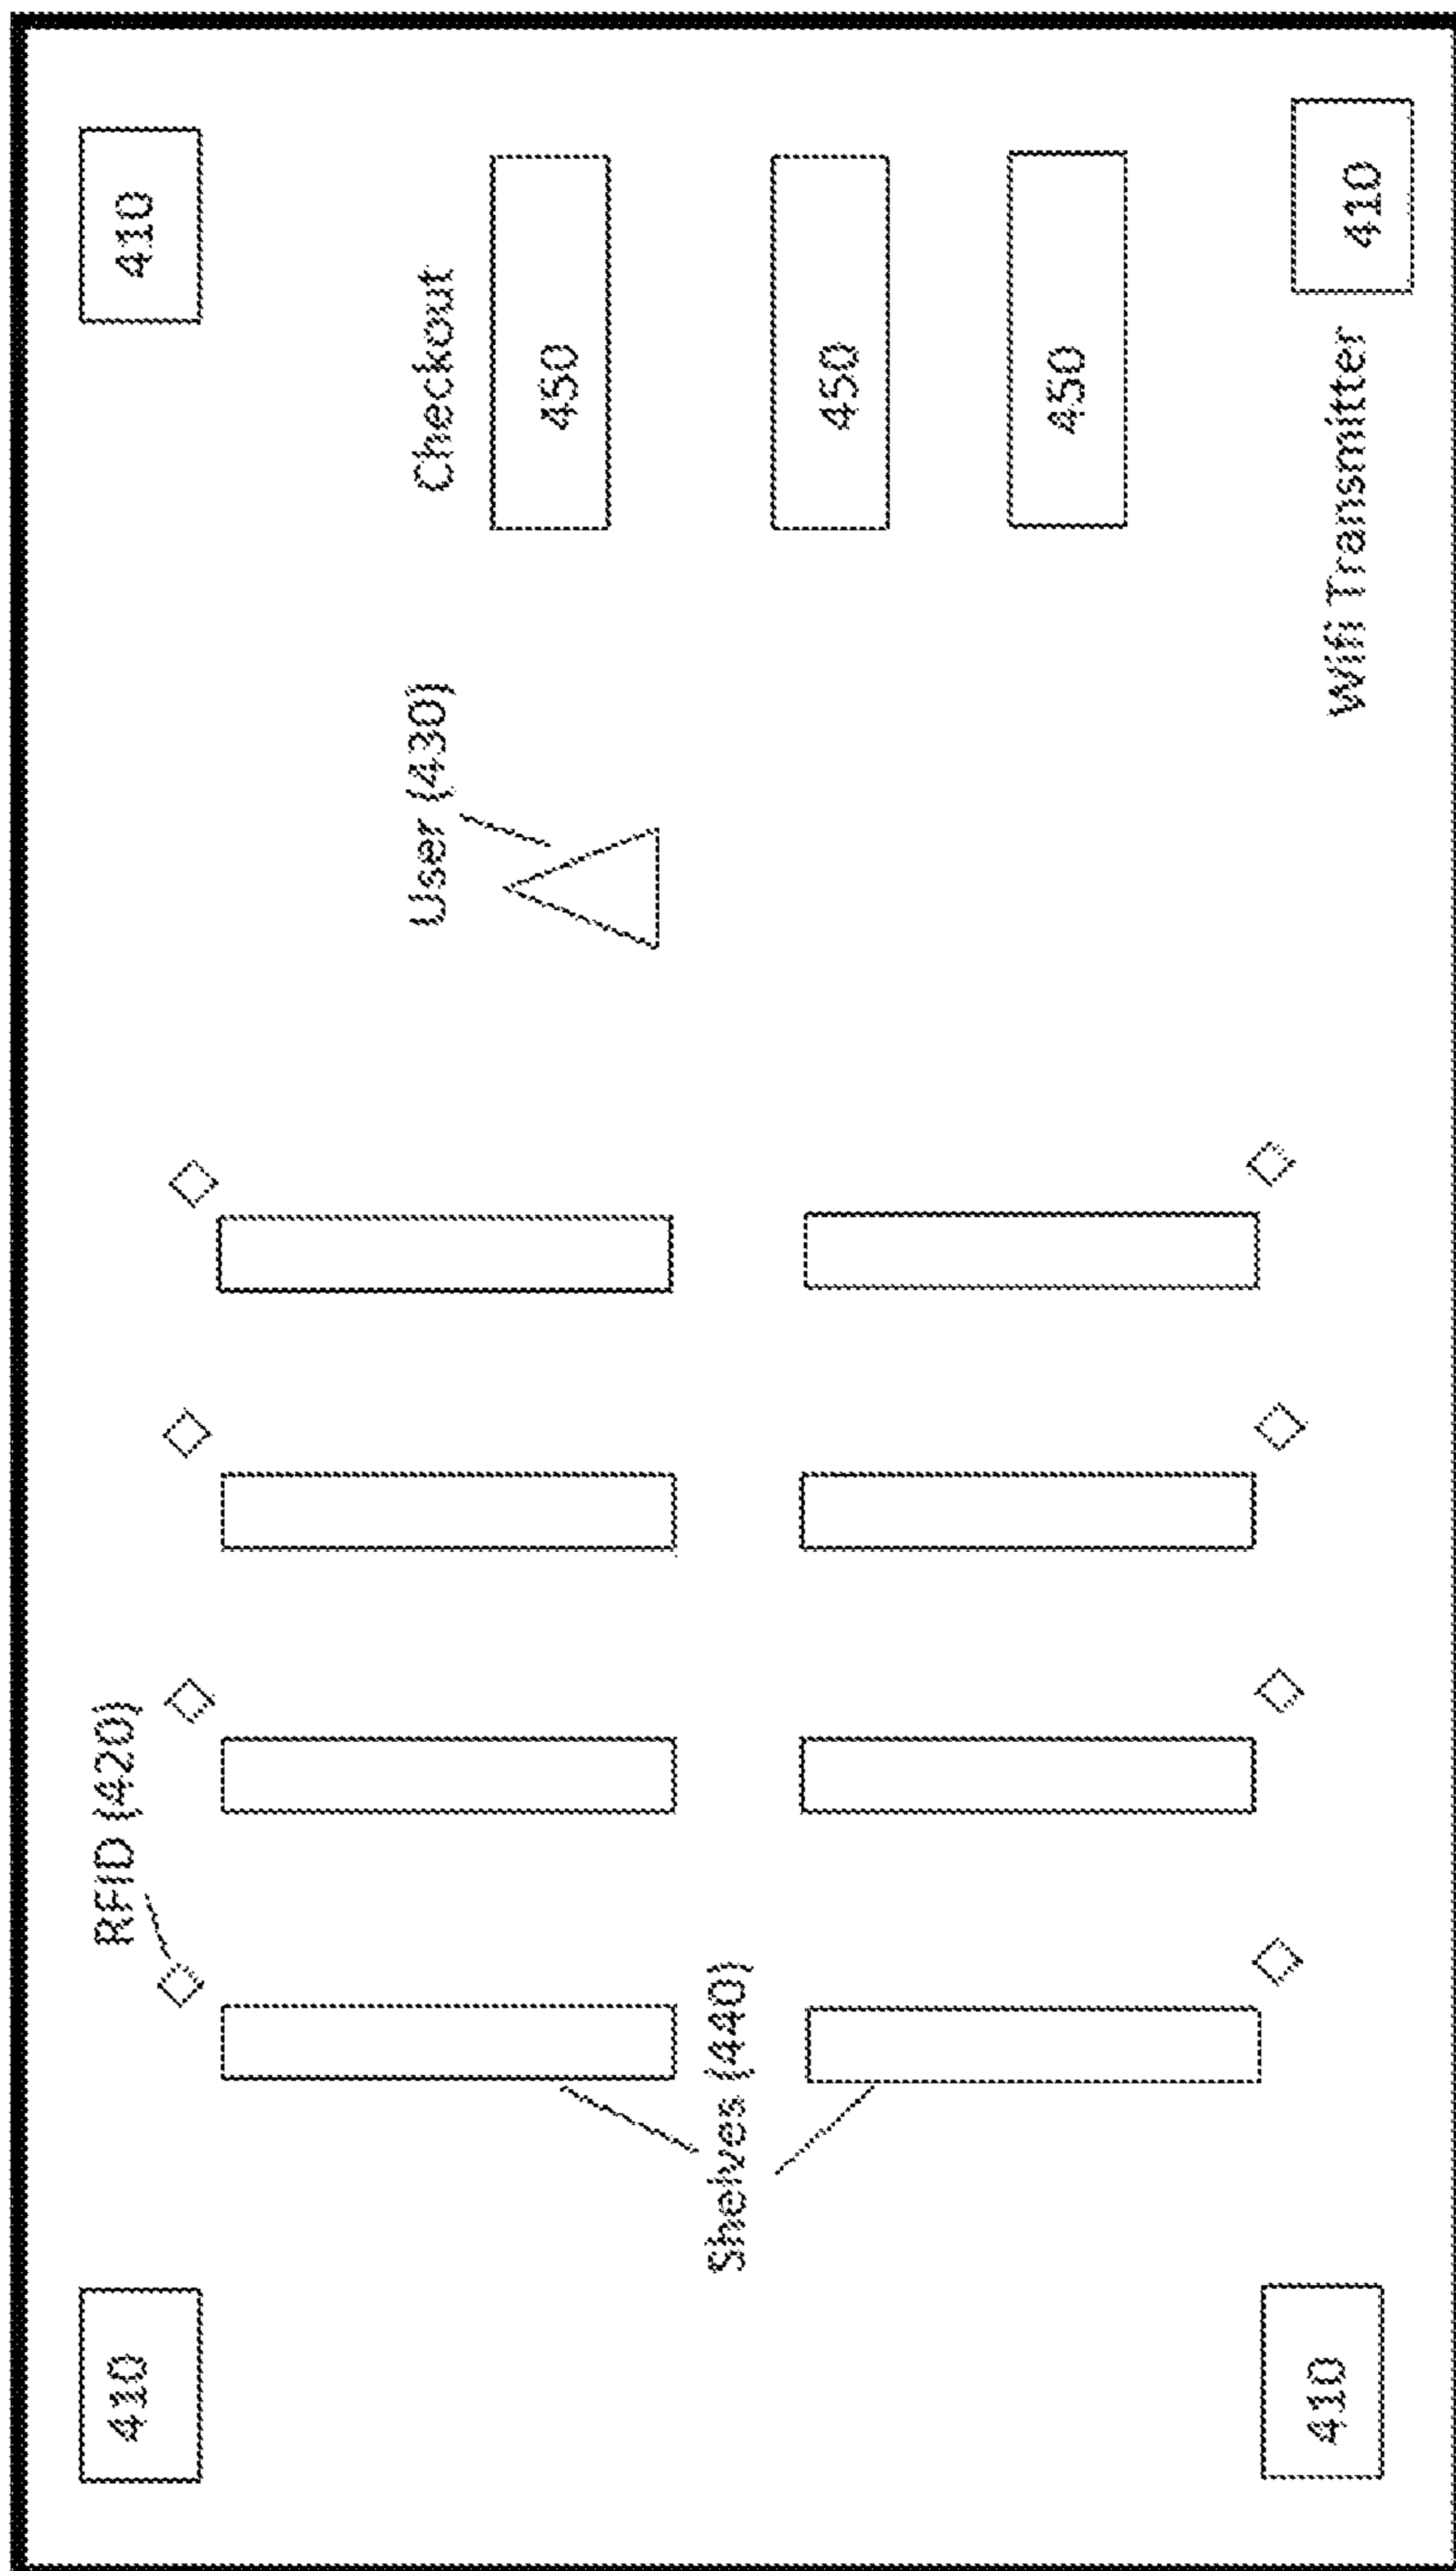 410
RFID (420)
410
User (430)
Checkout
450
450
450
Shelves (440)
410
Wifi Transmitter
410